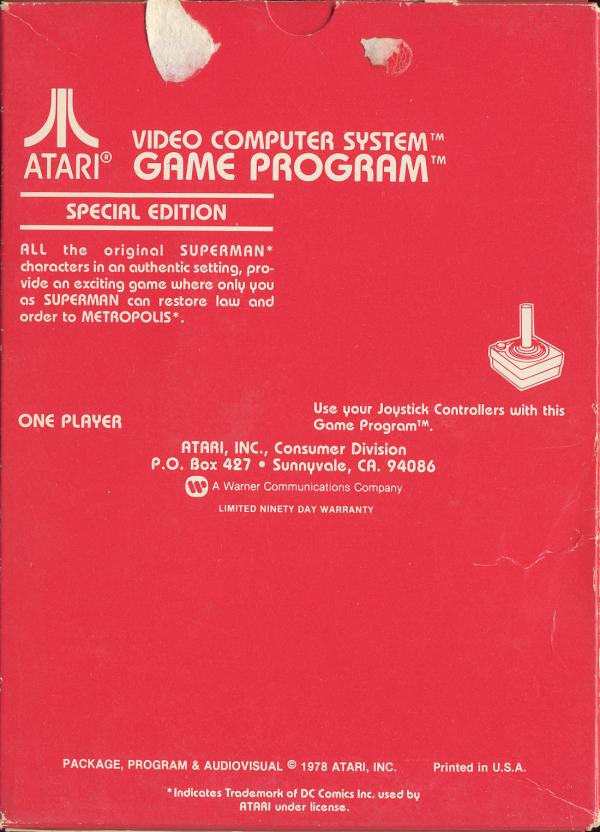 VIDEO COMPUTER SYSTEM™
ATARI® GAME PROGRAM™
SPECIAL EDITION
ALL the original SUPERMAN*
characters in an authentic setting, pro-
vide an exciting game where only you
as SUPERMAN can restore law and
order to METROPOLIS*.
ONE PLAYER
Use your Joystick Controllers with this
Game Program™.
ATARI, INC., Consumer Division
P.O. Box 427 • Sunnyvale, CA. 94086
A Warner Communications Company
LIMITED NINETY DAY WARRANTY
PACKAGE, PROGRAM & AUDIOVISUAL © 1978 ATARI, INC. Printed in U.S.A.
*Indicates Trademark of DC Comics Inc. used by
ATARI under license.